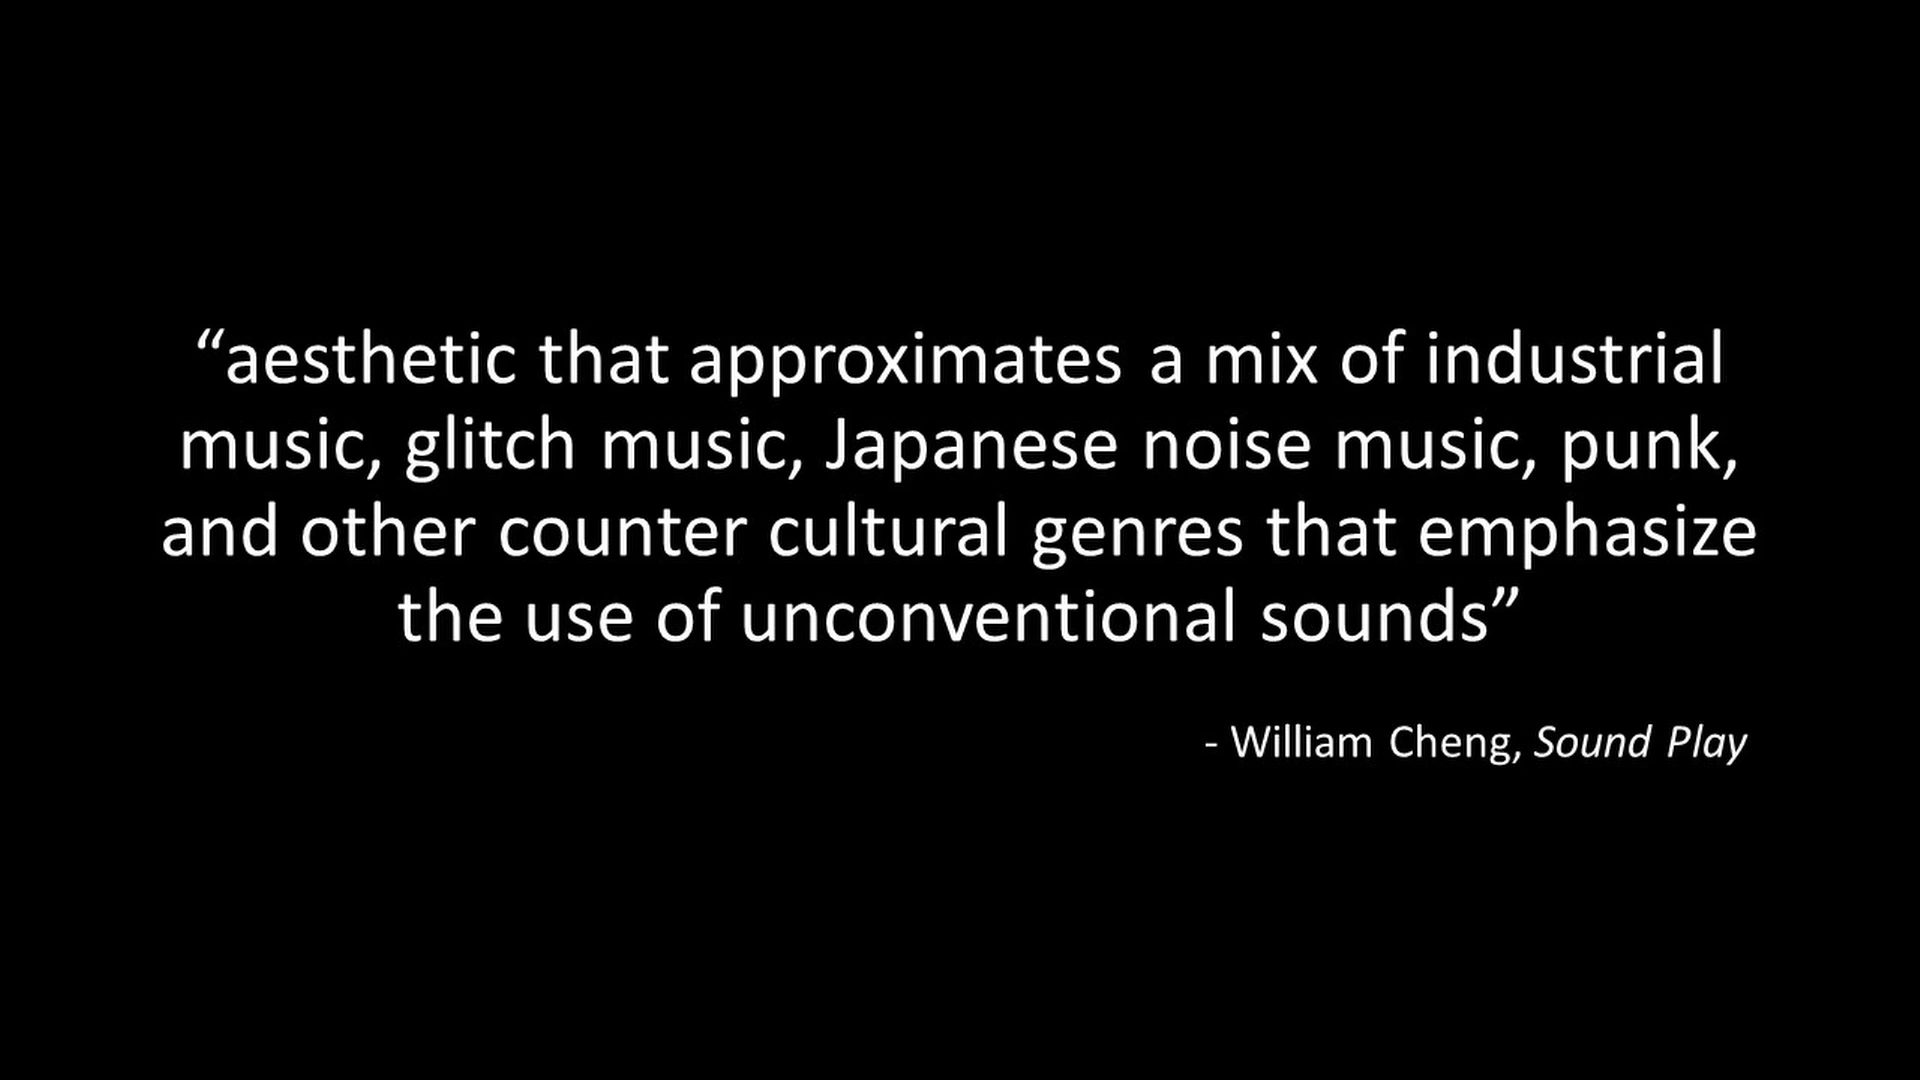 “aesthetic that approximates a mix of industrial
music, glitch music, Japanese noise music, punk,
and other counter cultural genres that emphasize
the use of unconventional sounds”
- William Cheng, Sound Play